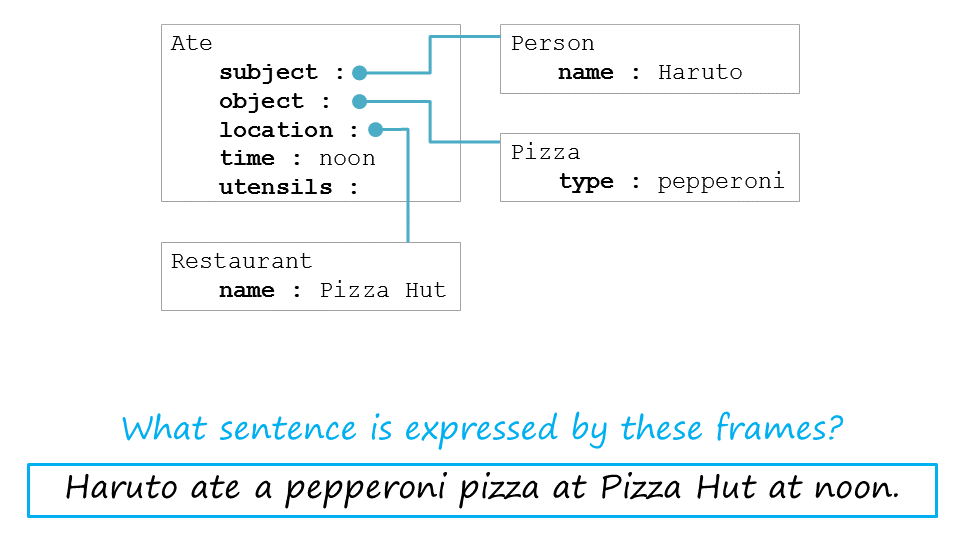 Ate
subject :
object :
location :
time : noon
utensils :
Person
name : Haruto
Pizza
type : pepperoni
Restaurant
name : Pizza Hut
What sentence is expressed by these frames?
Haruto ate a pepperoni pizza at Pizza Hut at noon.